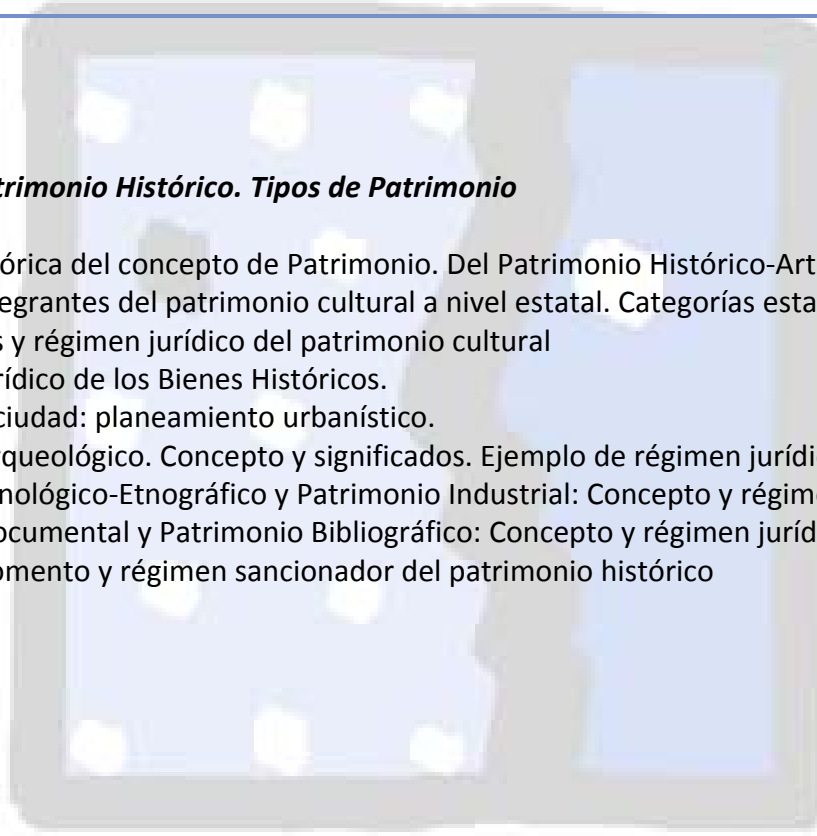 trimonio Histórico. Tipos de Patrimonio
órica del concepto de Patrimonio. Del Patrimonio Histórico-Art
egrantes del patrimonio cultural a nivel estatal. Categorías esta
s y régimen jurídico del patrimonio cultural
rídico de los Bienes Históricos.
ciudad: planeamiento urbanístico.
rqueológico. Concepto y significados. Ejemplo de régimen jurídi
nológico-Etnográfico y Patrimonio Industrial: Concepto y régim
ocumental y Patrimonio Bibliográfico: Concepto y régimen juríd
omento y régimen sancionador del patrimonio histórico